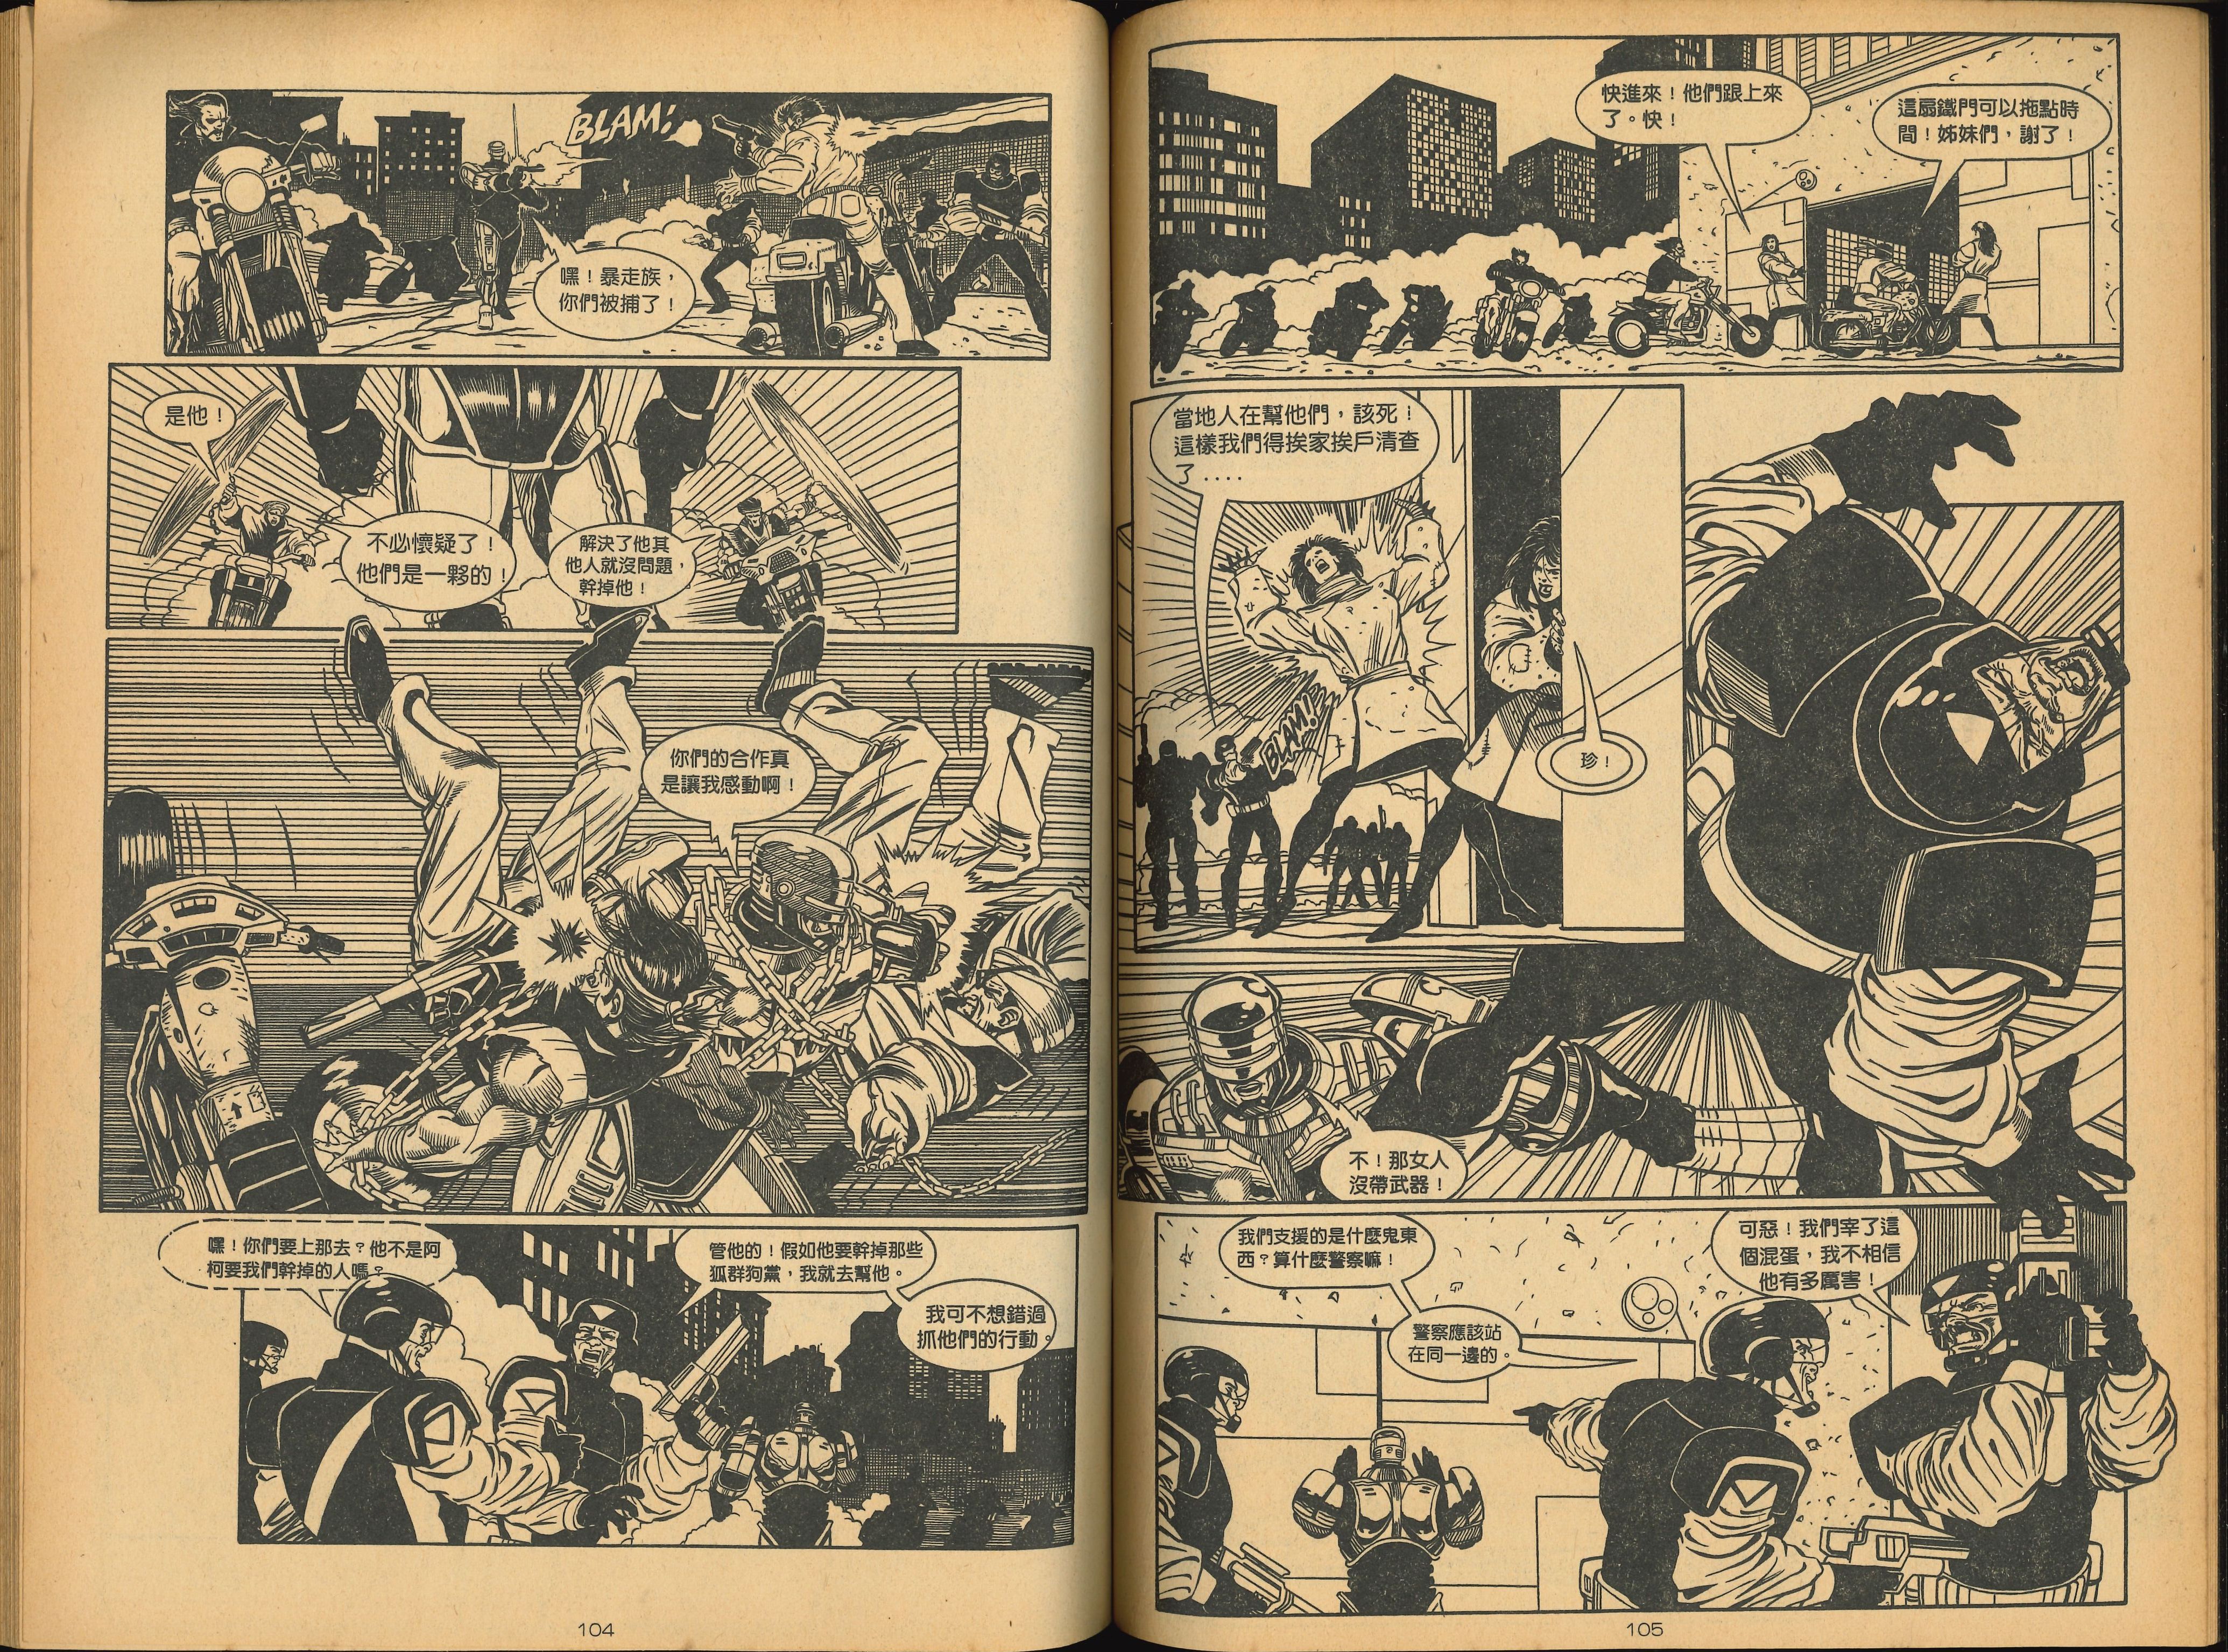 BLAM!
嘿！暴走族，
你們被捕了！
是他！
不必懷疑了！
他們是一夥的！
解決了他其
他人就沒問題，
幹掉他！
你們的合作真
是讓我感動啊！
嘿！你們要上那去？他不是阿
柯要我們幹掉的人嗎？
管他的！假如他要幹掉那些
狐群狗黨，我就去幫他。
我可不想錯過
抓他們的行動。
104
快進來！他們跟上來
了。快！
這扇鐵門可以拖點時
間！姊妹們，謝了！
當地人在幫他們，該死！
這樣我們得挨家挨戶清查
了....
BLAM!
珍！
不！那女人
沒帶武器！
我們支援的是什麼鬼東
西？算什麼警察嘛！
警察應該站
在同一邊的。
可惡！我們宰了這
個混蛋，我不相信
他有多厲害！
105